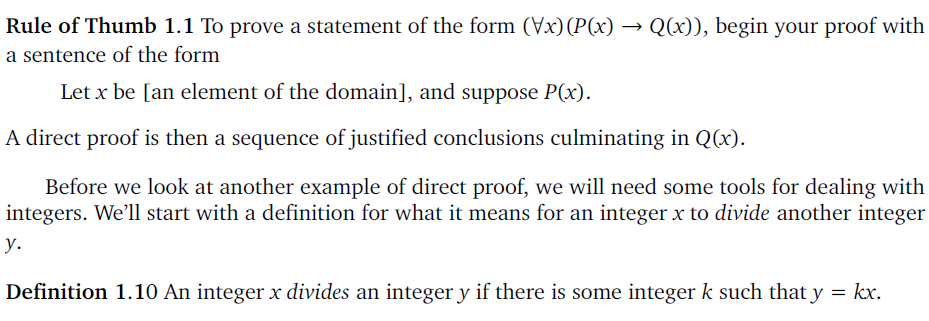 Rule of Thumb 1.1 To prove a statement of the form (∀x)(P(x) → Q(x)), begin your proof with
a sentence of the form
Let x be [an element of the domain], and suppose P(x).
A direct proof is then a sequence of justified conclusions culminating in Q(x).
Before we look at another example of direct proof, we will need some tools for dealing with
integers. We’ll start with a definition for what it means for an integer x to divide another integer
y.
Definition 1.10 An integer x divides an integer y if there is some integer k such that y = kx.